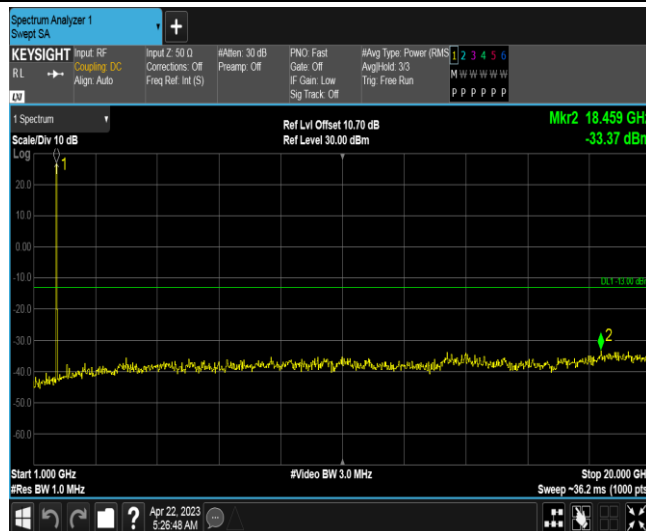 Spectrum Analyzer 1
Swept SA
+
KEYSIGHT
RL
LXI
Input: RF
Coupling: DC
Align: Auto
Input Z: 50 Ω
Corrections: Off
Freq Ref: Int (S)
#Atten: 30 dB
Preamp: Off
PNO: Fast
Gate: Off
IF Gain: Low
Sig Track: Off
#Avg Type: Power (RMS
Avg|Hold: 3/3
Trig: Free Run
1 2 3 4 5 6
M W W W W W
P P P P P P
1 Spectrum
Scale/Div 10 dB
Log
Ref Lvl Offset 10.70 dB
Ref Level 30.00 dBm
Mkr2 18.459 GHz
-33.37 dBm
1
20.0
10.0
0.00
-10.0
DL1 -13.00 dBm
-20.0
-30.0
2
-40.0
-50.0
-60.0
Start 1.000 GHz
#Res BW 1.0 MHz
#Video BW 3.0 MHz
Stop 20.000 GHz
Sweep ~36.2 ms (1000 pts
?
Apr 22, 2023
5:26:48 AM